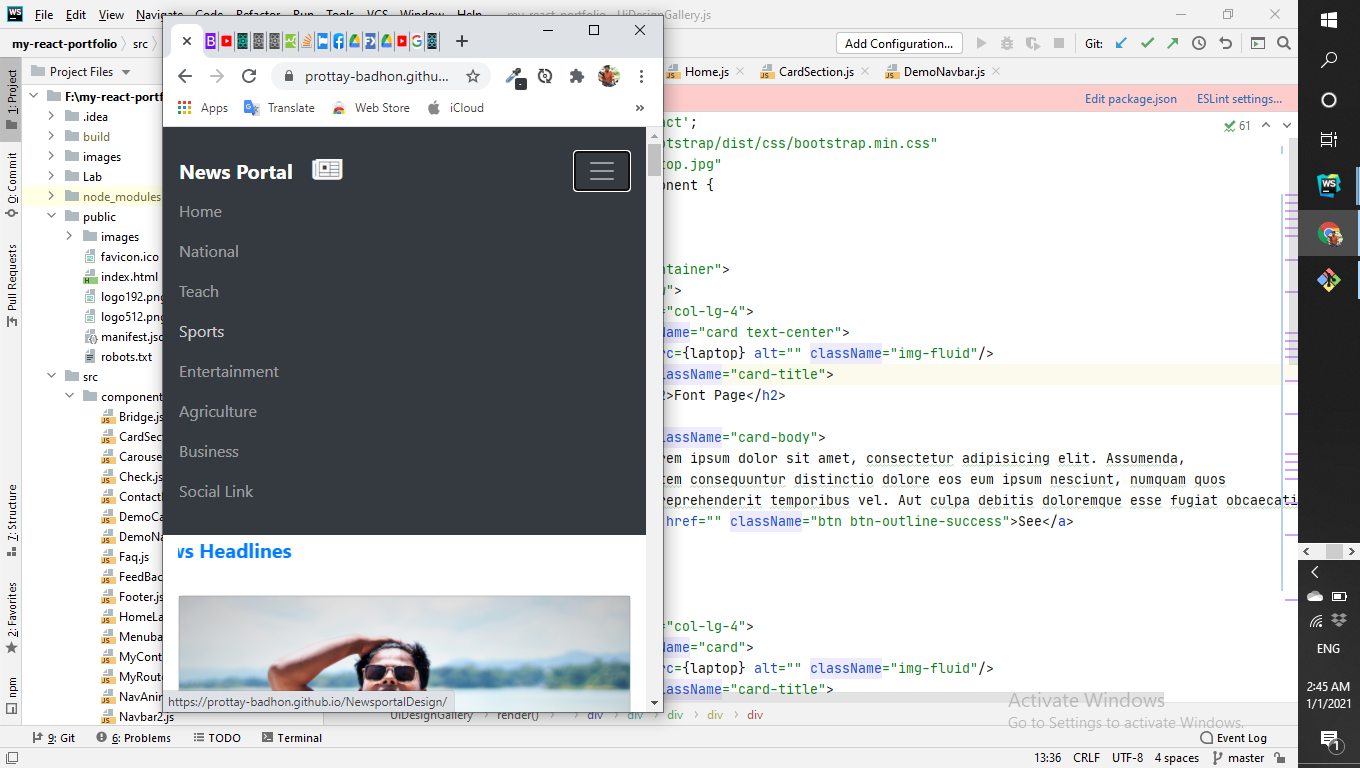 File Edit View Navigate Code Refactor Run Tools VCS Window Help my-react-portfolio - UiDesignGallery.js
my-react-portfolio src
Add Configuration...
Git:
Project Files
Home.js
CardSection.js
DemoNavbar.js
Edit package.json ESLint settings...
61
1: Project
0: Commit
Pull Requests
7: Structure
2: Favorites
npm
F:\my-react-portf
.idea
build
images
Lab
node_modules
public
images
favicon.ico
index.html
logo192.png
logo512.png
manifest.jso
robots.txt
src
component
Bridge.js
CardSec
Carouse
Check.js
Contact
DemoCa
DemoNa
Faq.js
FeedBac
Footer.js
HomeLa
Menuba
MyCont
MyRout
NavAni
Navbar2.js
prottay-badhon.githu...
Apps Translate Web Store iCloud »
News Portal
Home
National
Teach
Sports
Entertainment
Agriculture
Business
Social Link
ws Headlines
https://prottay-badhon.github.io/NewsportalDesign/
act';
otstrap/dist/css/bootstrap.min.css"
top.jpg"
onent {
ntainer">
w">
="col-lg-4">
Name="card text-center">
rc={laptop} alt="" className="img-fluid"/>
lassName="card-title">
2>Font Page</h2>
lassName="card-body">
rem ipsum dolor sit amet, consectetur adipisicing elit. Assumenda,
tem consequuntur distinctio dolore eos eum ipsum nesciunt, numquam quos
reprehenderit temporibus vel. Aut culpa debitis doloremque esse fugiat obcaecati
href="" className="btn btn-outline-success">See</a>
="col-lg-4">
Name="card">
rc={laptop} alt="" className="img-fluid"/>
lassName="card-title">
UiDesignGallery render() div div div div div
Activate Windows
Go to Settings to activate Windows.
9: Git 6: Problems TODO Terminal Event Log
13:36 CRLF UTF-8 4 spaces master
ENG
2:45 AM
1/1/2021
1